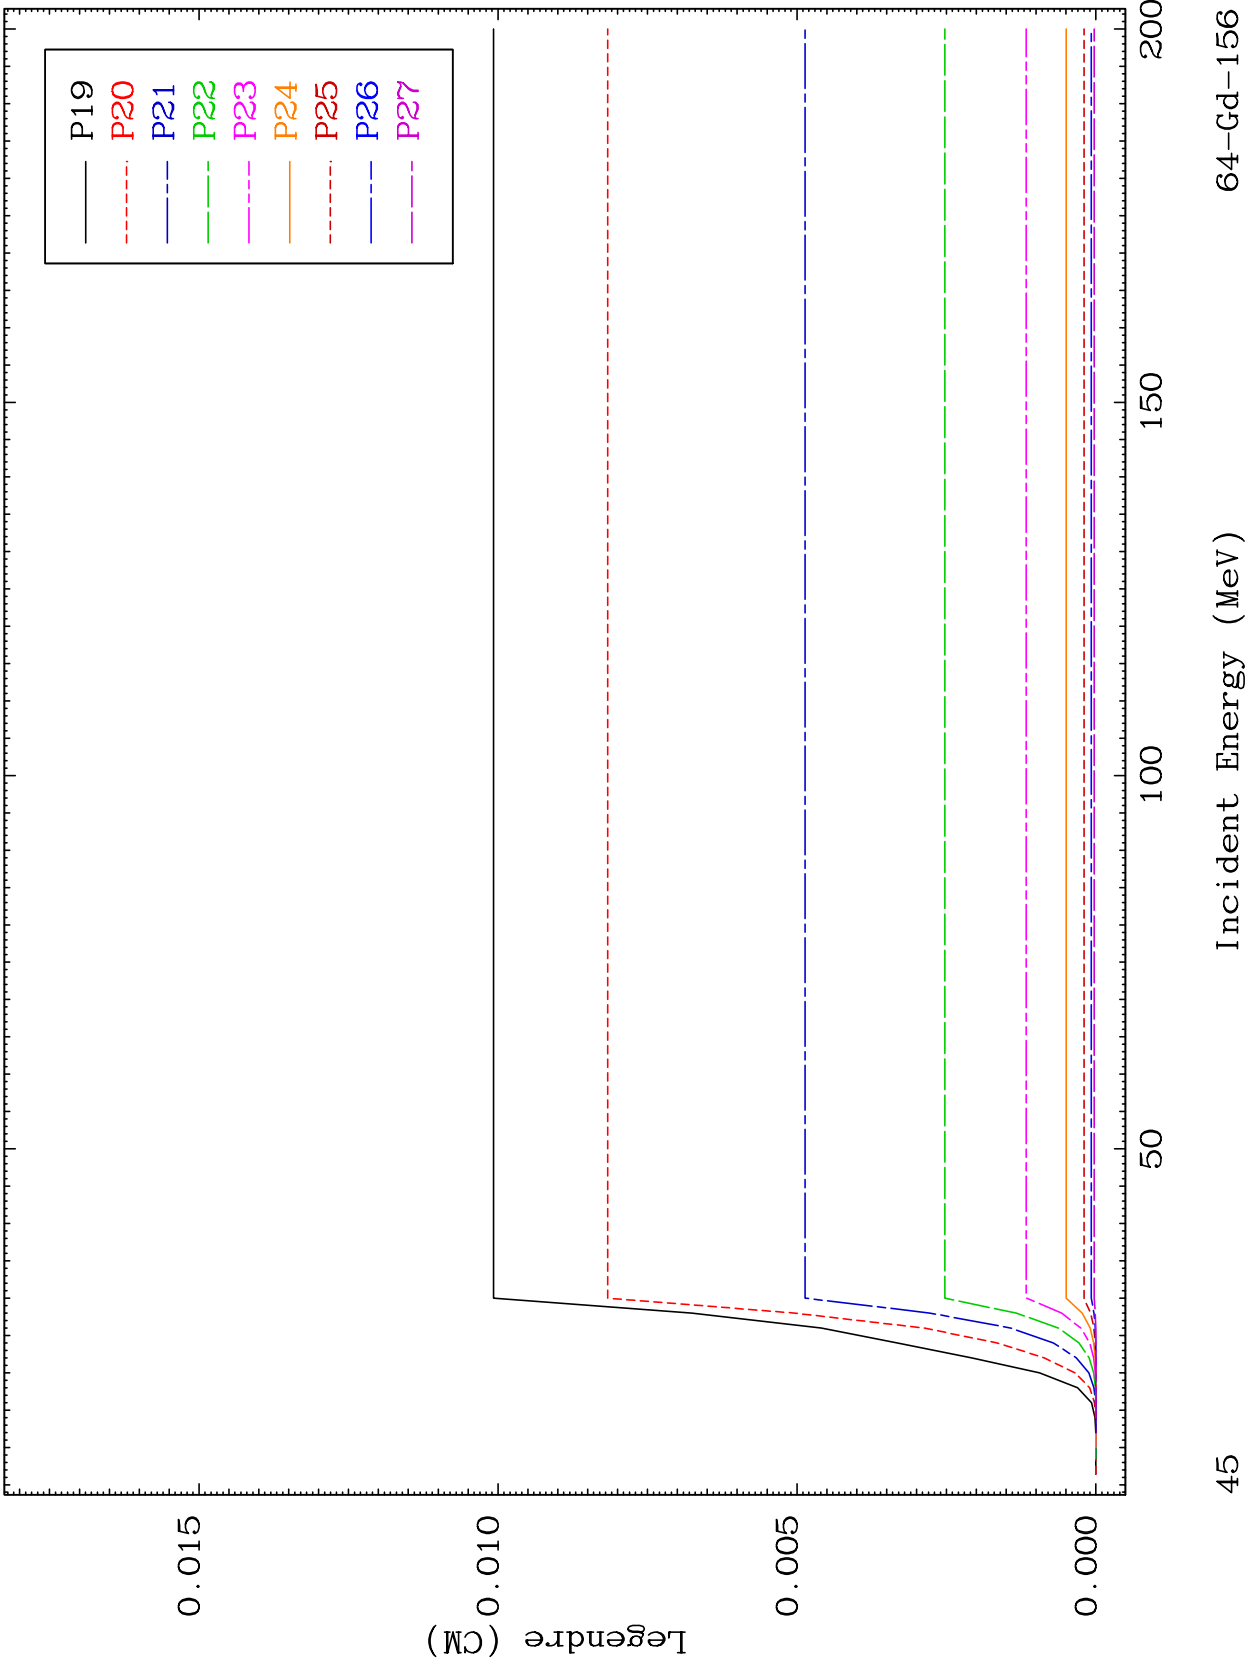 P19
P20
P21
P22
P23
P24
P25
P26
P27
Legendre (CM)
0.015
0.010
0.005
0.000
50
100
150
200
Incident Energy (MeV)
45
64-Gd-156